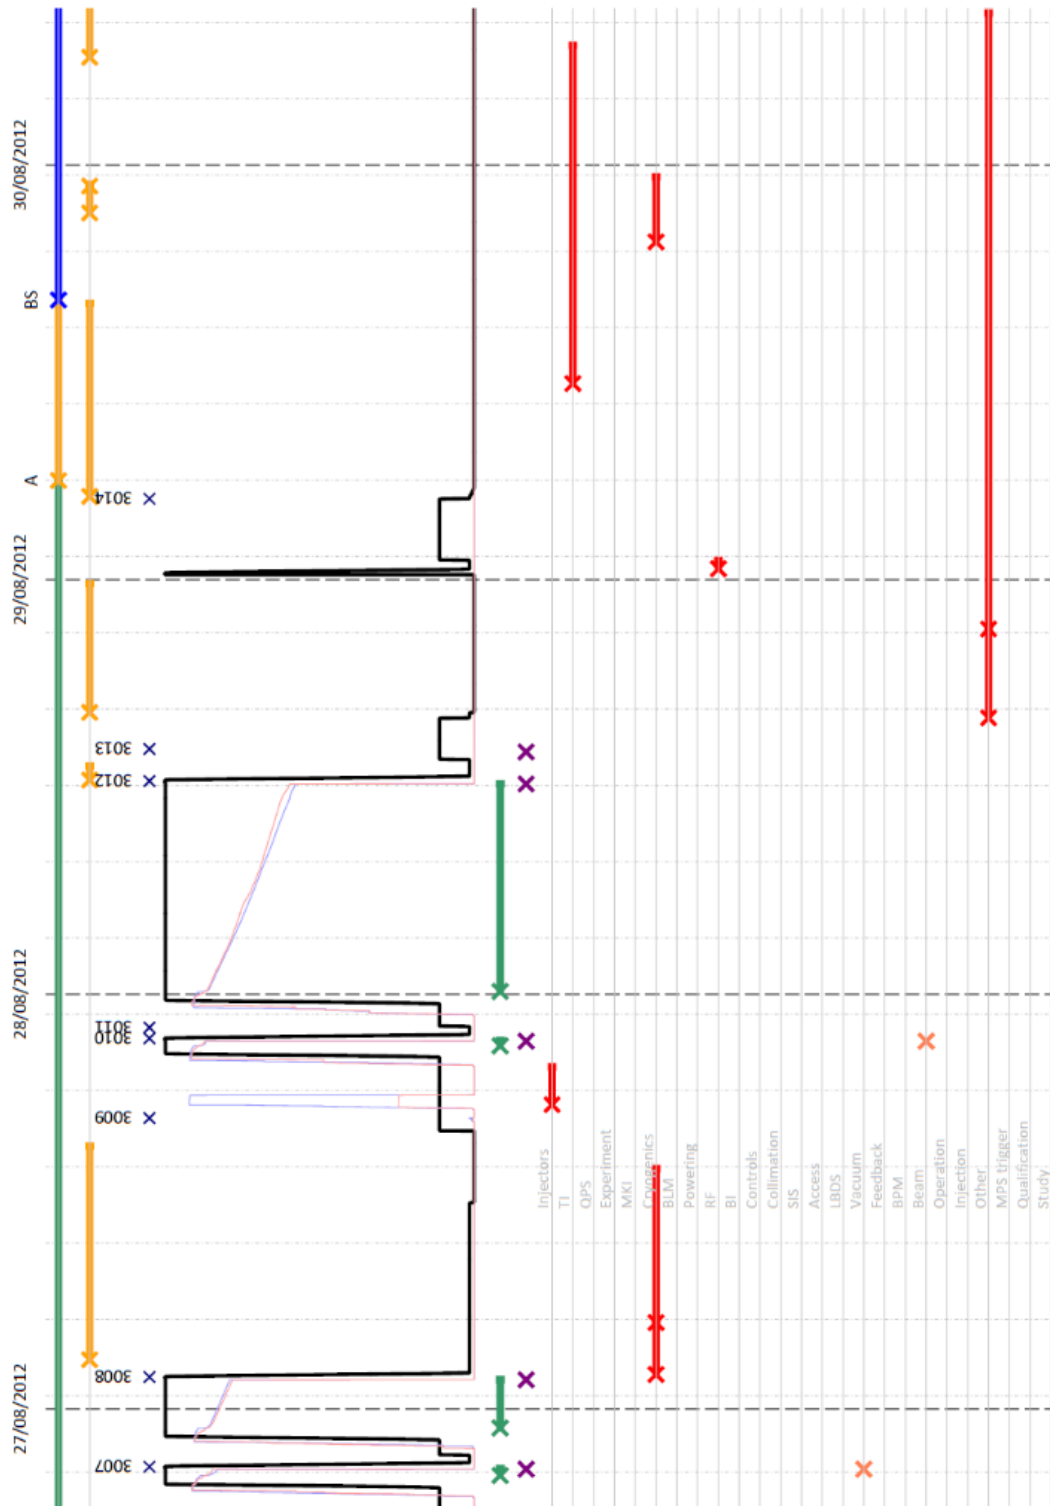 30/08/2012
BS
A
3014
29/08/2012
3013
3012
28/08/2012
3011
3010
3009
Injectors
TI
QPS
Experiment
MKI
Cryogenics
BLM
Powering
RF
BI
Controls
Collimation
SIS
Access
LBDS
Vacuum
Feedback
BPM
Beam
Operation
Injection
Other
MPS trigger
Qualification
Study
3008
27/08/2012
3007